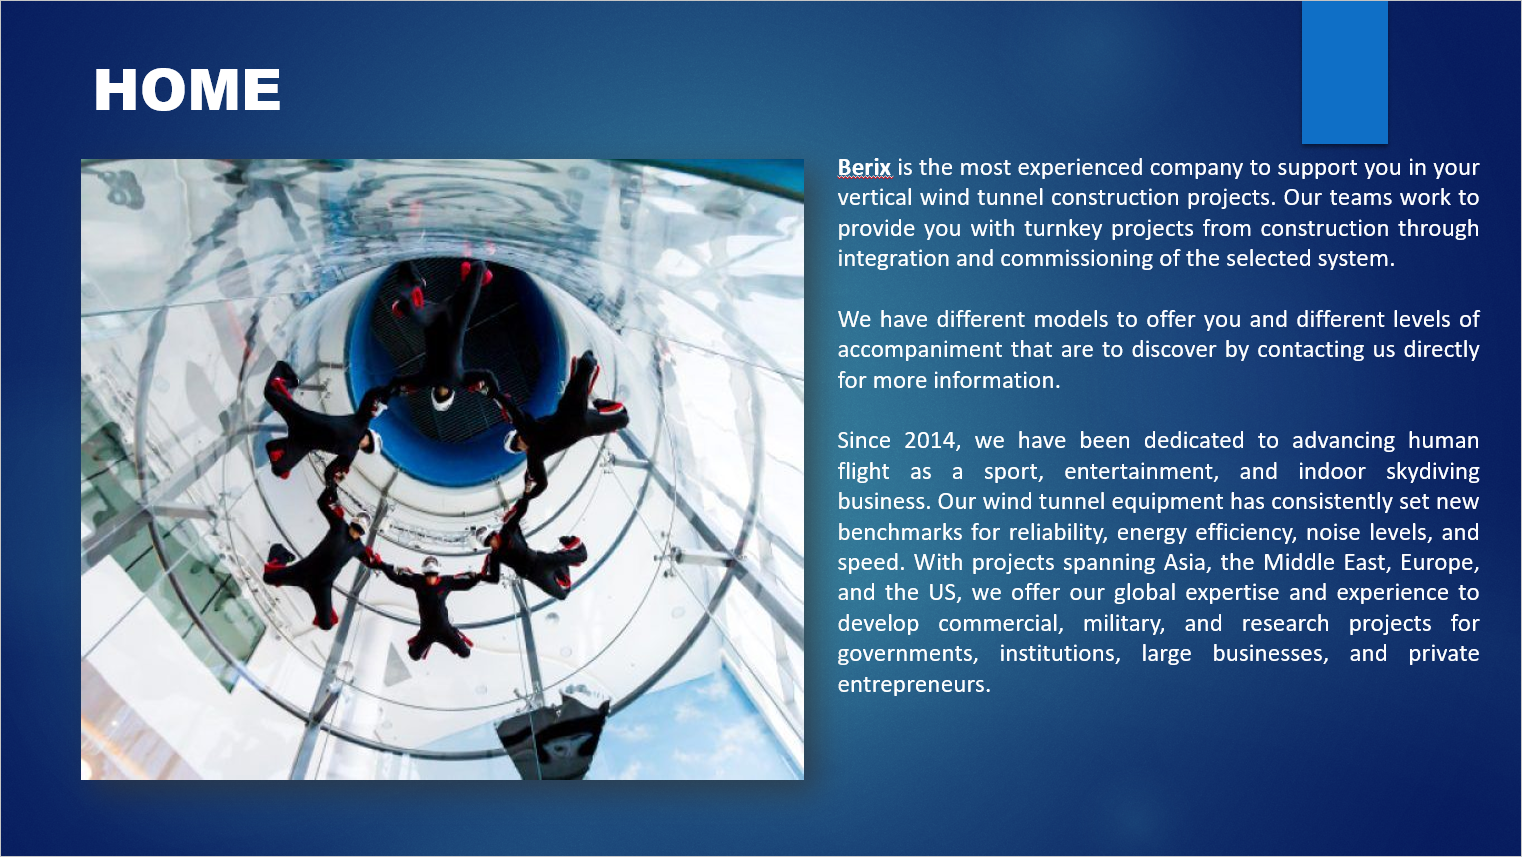 HOME
Berix is the most experienced company to support you in your
vertical wind tunnel construction projects. Our teams work to
provide you with turnkey projects from construction through
integration and commissioning of the selected system.
We have different models to offer you and different levels of
accompaniment that are to discover by contacting us directly
for more information.
Since 2014, we have been dedicated to advancing human
flight as a sport, entertainment, and indoor skydiving
business. Our wind tunnel equipment has consistently set new
benchmarks for reliability, energy efficiency, noise levels, and
speed. With projects spanning Asia, the Middle East, Europe,
and the US, we offer our global expertise and experience to
develop commercial, military, and research projects for
governments, institutions, large businesses, and private
entrepreneurs.